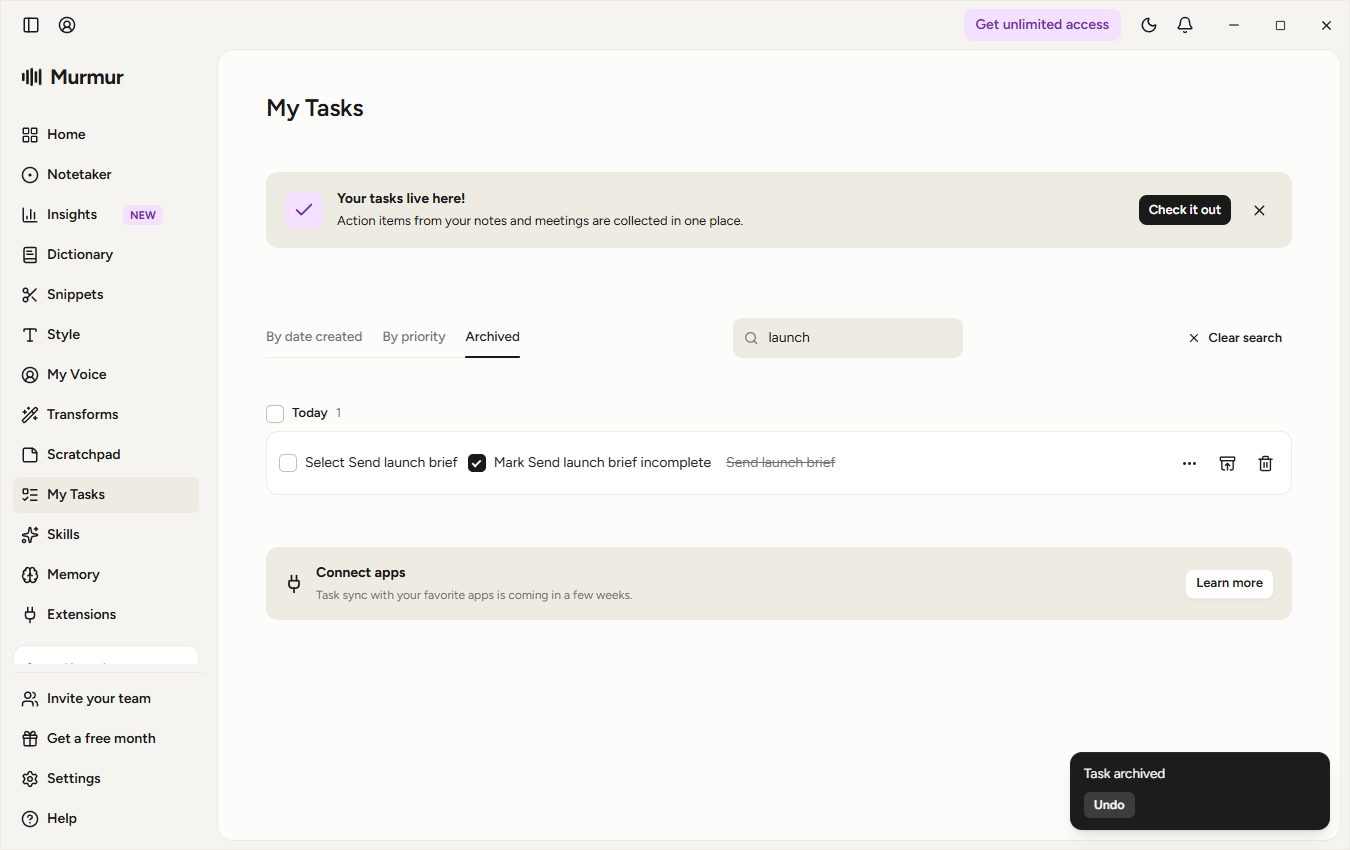 Get unlimited access
Murmur
Home
Notetaker
Insights NEW
Dictionary
Snippets
Style
My Voice
Transforms
Scratchpad
My Tasks
Skills
Memory
Extensions
Invite your team
Get a free month
Settings
Help
My Tasks
Your tasks live here!
Action items from your notes and meetings are collected in one place.
Check it out
By date created By priority Archived
launch
Clear search
Today 1
Select Send launch brief Mark Send launch brief incomplete Send launch brief
Connect apps
Task sync with your favorite apps is coming in a few weeks.
Learn more
Task archived
Undo